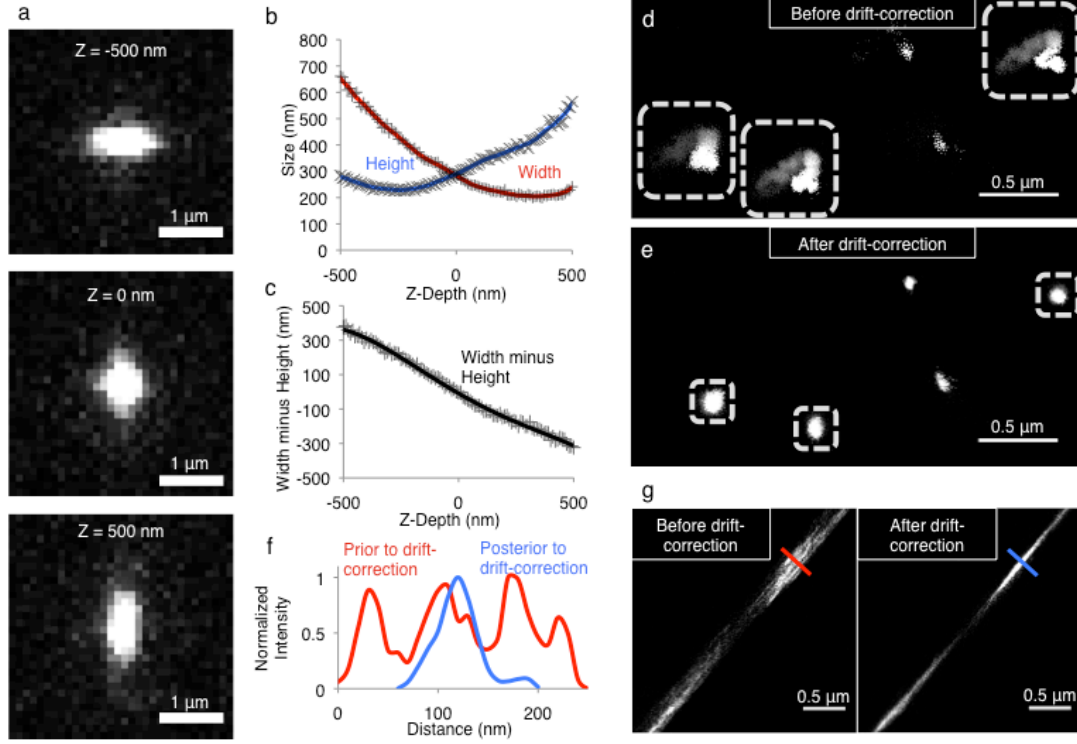 a
Z = -500 nm
1 µm
Z = 0 nm
1 µm
Z = 500 nm
1 µm
b
800
700
600
500
400
300
200
100
0
Size (nm)
Height
Width
-500
0
500
Z-Depth (nm)
c
500
300
100
-100
-300
-500
Width minus Height (nm)
Width minus
Height
-500
0
500
Z-Depth (nm)
f
Prior to drift-
correction
Posterior to
drift-correction
1
0.5
0
Normalized
Intensity
0
100
200
Distance (nm)
d
Before drift-correction
0.5 µm
e
After drift-correction
0.5 µm
g
Before drift-
correction
0.5 µm
After drift-
correction
0.5 µm